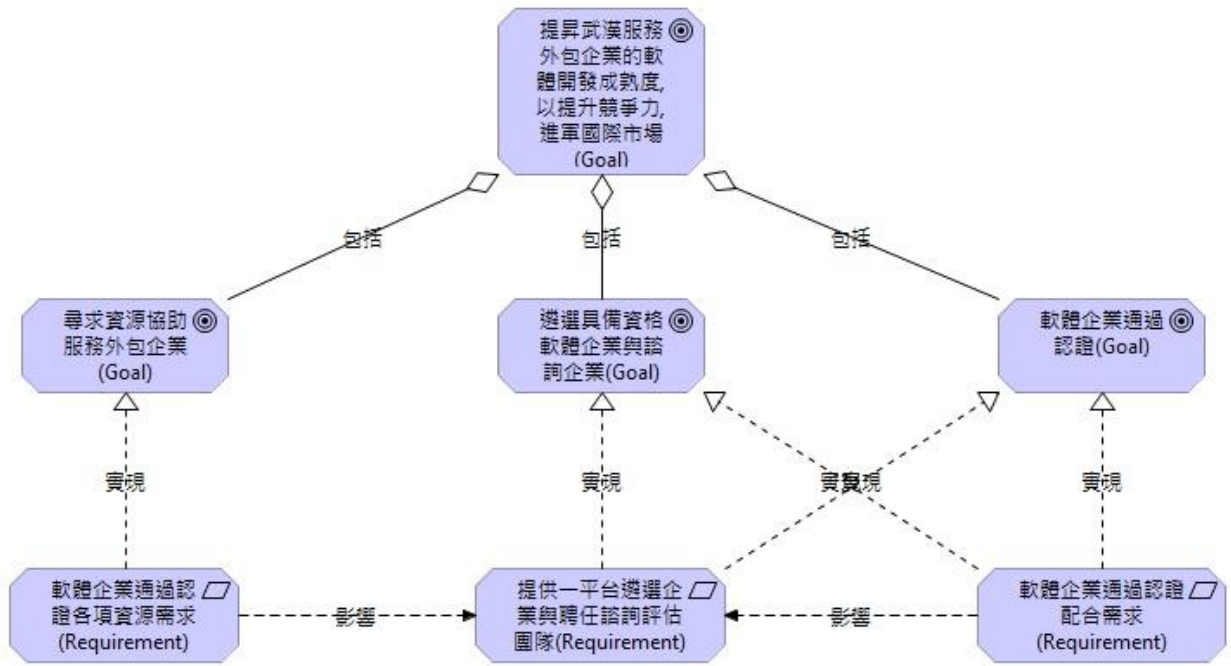 提昇武漢服務
外包企業的軟
體開發成熟度,
以提升競爭力,
進軍國際市場
(Goal)
包括
包括
包括
尋求資源協助
服務外包企業
(Goal)
遴選具備資格
軟體企業與諮
詢企業(Goal)
軟體企業通過
認證(Goal)
實現
實現
實現
實現
實現
軟體企業通過認
證各項資源需求
(Requirement)
提供一平台遴選企
業與聘任諮詢評估
團隊(Requirement)
軟體企業通過認證
配合需求
(Requirement)
影響
影響